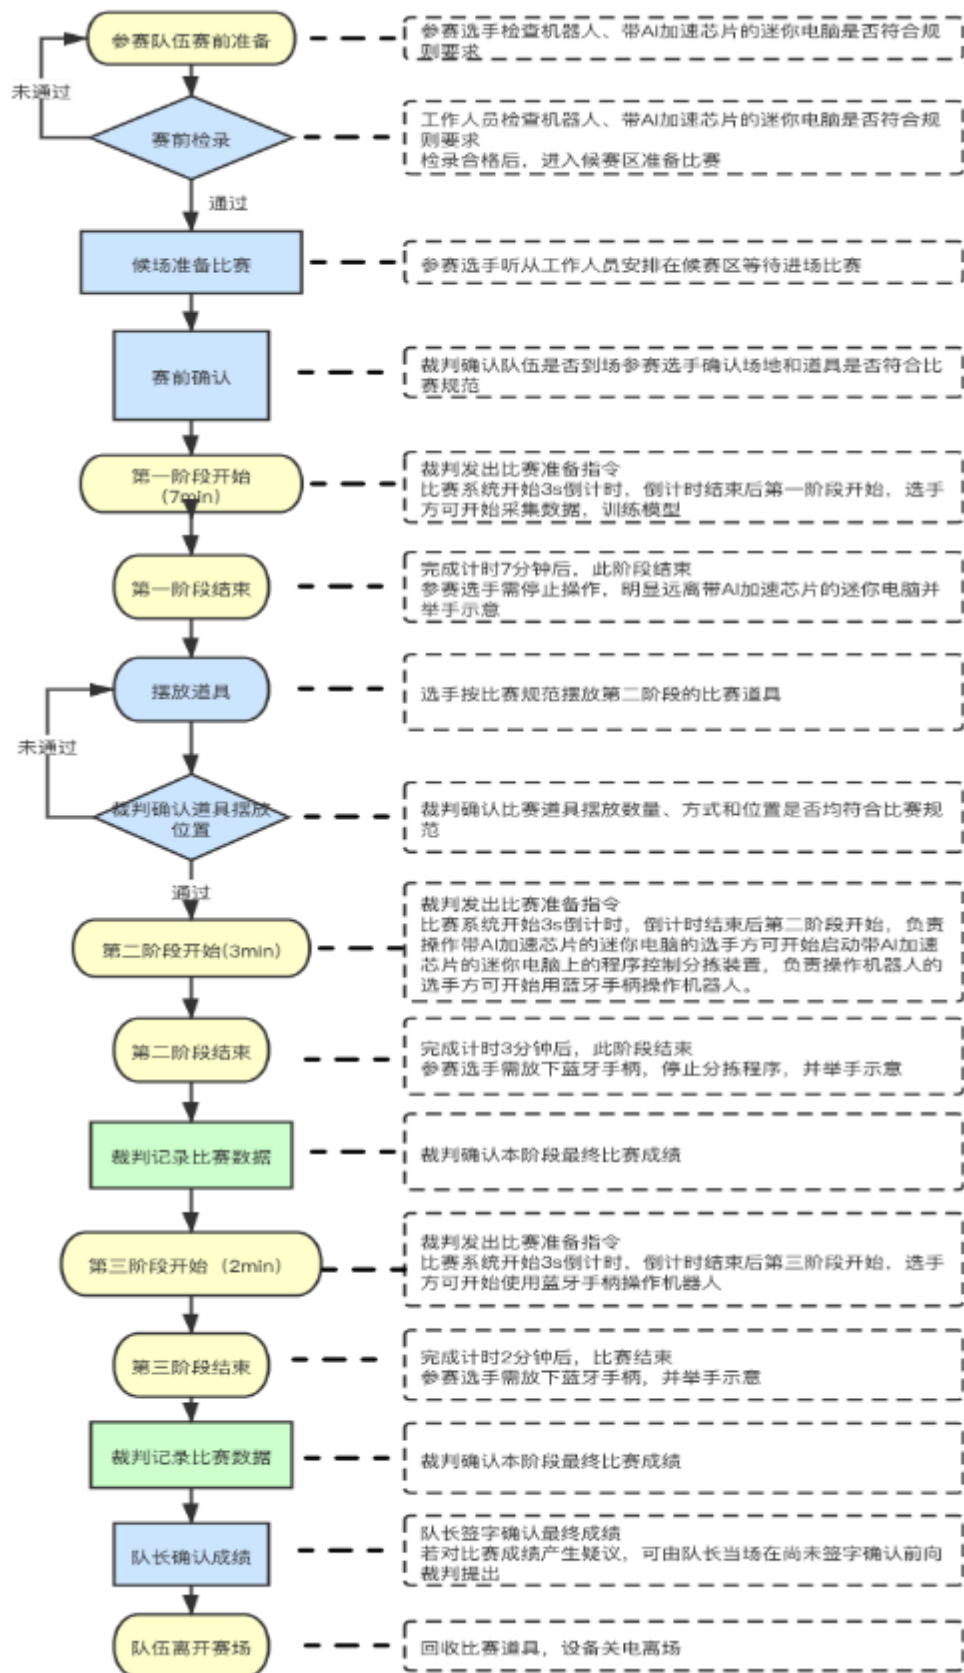 参赛队伍赛前准备
参赛选手检查机器人、带AI加速芯片的迷你电脑是否符合规
则要求
未通过
赛前检录
工作人员检查机器人、带AI加速芯片的迷你电脑是否符合规
则要求
检录合格后，进入候赛区准备比赛
通过
候场准备比赛
参赛选手听从工作人员安排在候赛区等待进场比赛
赛前确认
裁判确认队伍是否到场参赛选手确认场地和道具是否符合比
赛规范
第一阶段开始
(7min)
裁判发出比赛准备指令
比赛系统开始3s倒计时，倒计时结束后第一阶段开始，选手
方可开始采集数据，训练模型
第一阶段结束
完成计时7分钟后，此阶段结束
参赛选手需停止操作，明显远离带AI加速芯片的迷你电脑并
举手示意
摆放道具
选手按比赛规范摆放第二阶段的比赛道具
未通过
裁判确认道具摆放
位置
裁判确认比赛道具摆放数量、方式和位置是否均符合比赛规
范
通过
第二阶段开始(3min)
裁判发出比赛准备指令
比赛系统开始3s倒计时，倒计时结束后第二阶段开始，负责
操作带AI加速芯片的迷你电脑的选手方可开始启动带AI加速
芯片的迷你电脑上的程序控制分拣装置，负责操作机器人的
选手方可开始用蓝牙手柄操作机器人。
第二阶段结束
完成计时3分钟后，此阶段结束
参赛选手需放下蓝牙手柄，停止分拣程序，并举手示意
裁判记录比赛数据
裁判确认本阶段最终比赛成绩
第三阶段开始（2min）
裁判发出比赛准备指令
比赛系统开始3s倒计时，倒计时结束后第三阶段开始，选手
方可开始使用蓝牙手柄操作机器人
第三阶段结束
完成计时2分钟后，比赛结束
参赛选手需放下蓝牙手柄，并举手示意
裁判记录比赛数据
裁判确认本阶段最终比赛成绩
队长确认成绩
队长签字确认最终成绩
若对比赛成绩产生疑议，可由队长当场在尚未签字确认前向
裁判提出
队伍离开赛场
回收比赛道具，设备关电离场